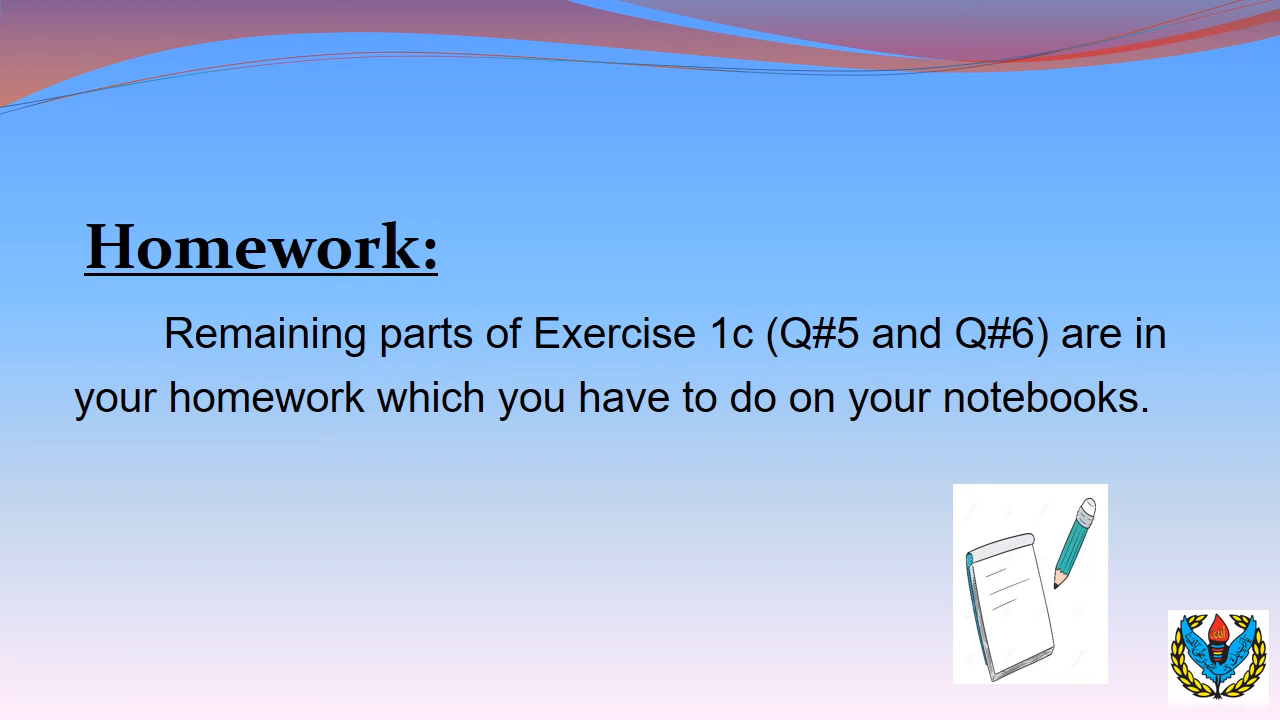 Homework:
Remaining parts of Exercise 1c (Q#5 and Q#6) are in
your homework which you have to do on your notebooks.
الله